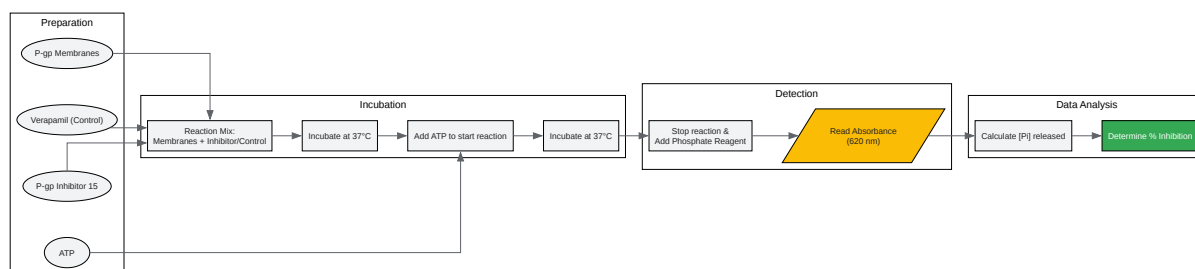 Preparation
P-gp Membranes
Verapamil (Control)
P-gp Inhibitor 15
ATP
Incubation
Reaction Mix:
Membranes + Inhibitor/Control
Incubate at 37°C
Add ATP to start reaction
Incubate at 37°C
Detection
Stop reaction &
Add Phosphate Reagent
Read Absorbance
(620 nm)
Data Analysis
Calculate [Pi] released
Determine % Inhibition